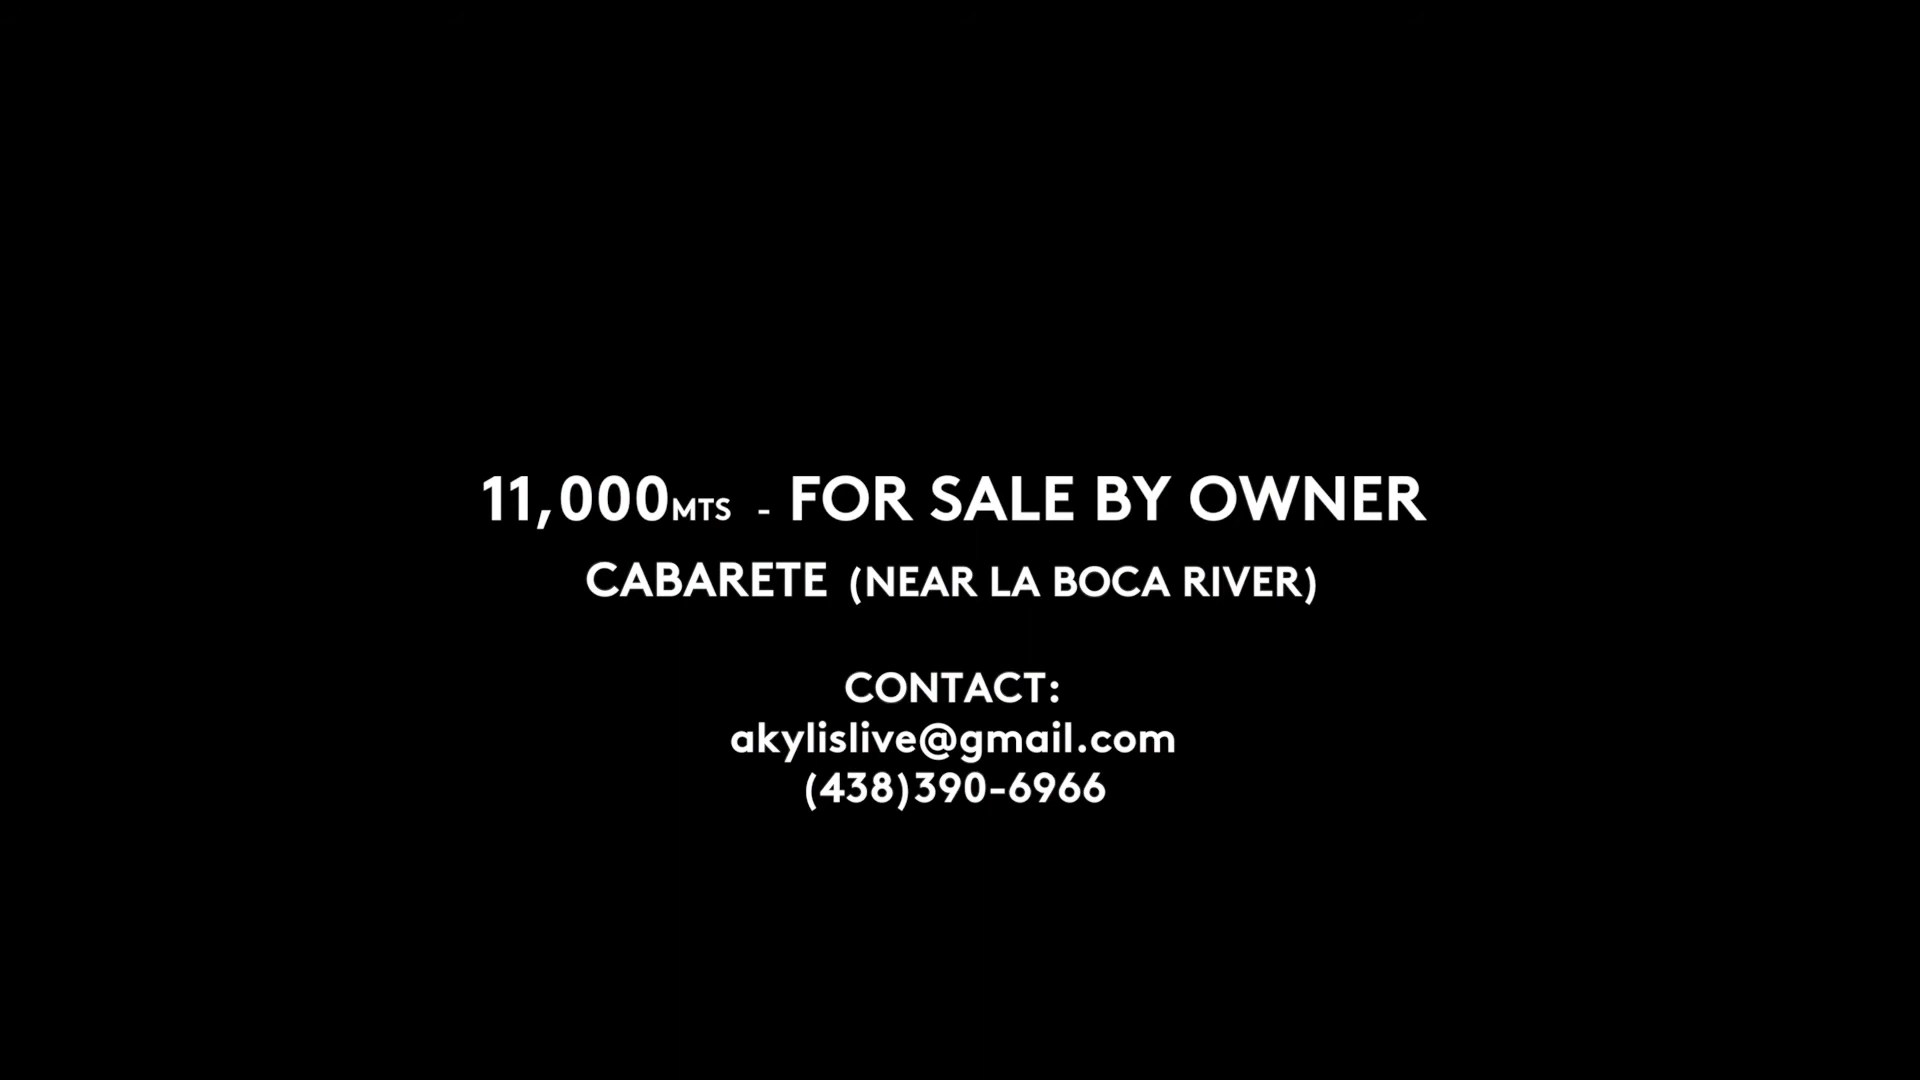 11,000MTS - FOR SALE BY OWNER
CABARETE (NEAR LA BOCA RIVER)
CONTACT:
akylislive@gmail.com
(438)390-6966